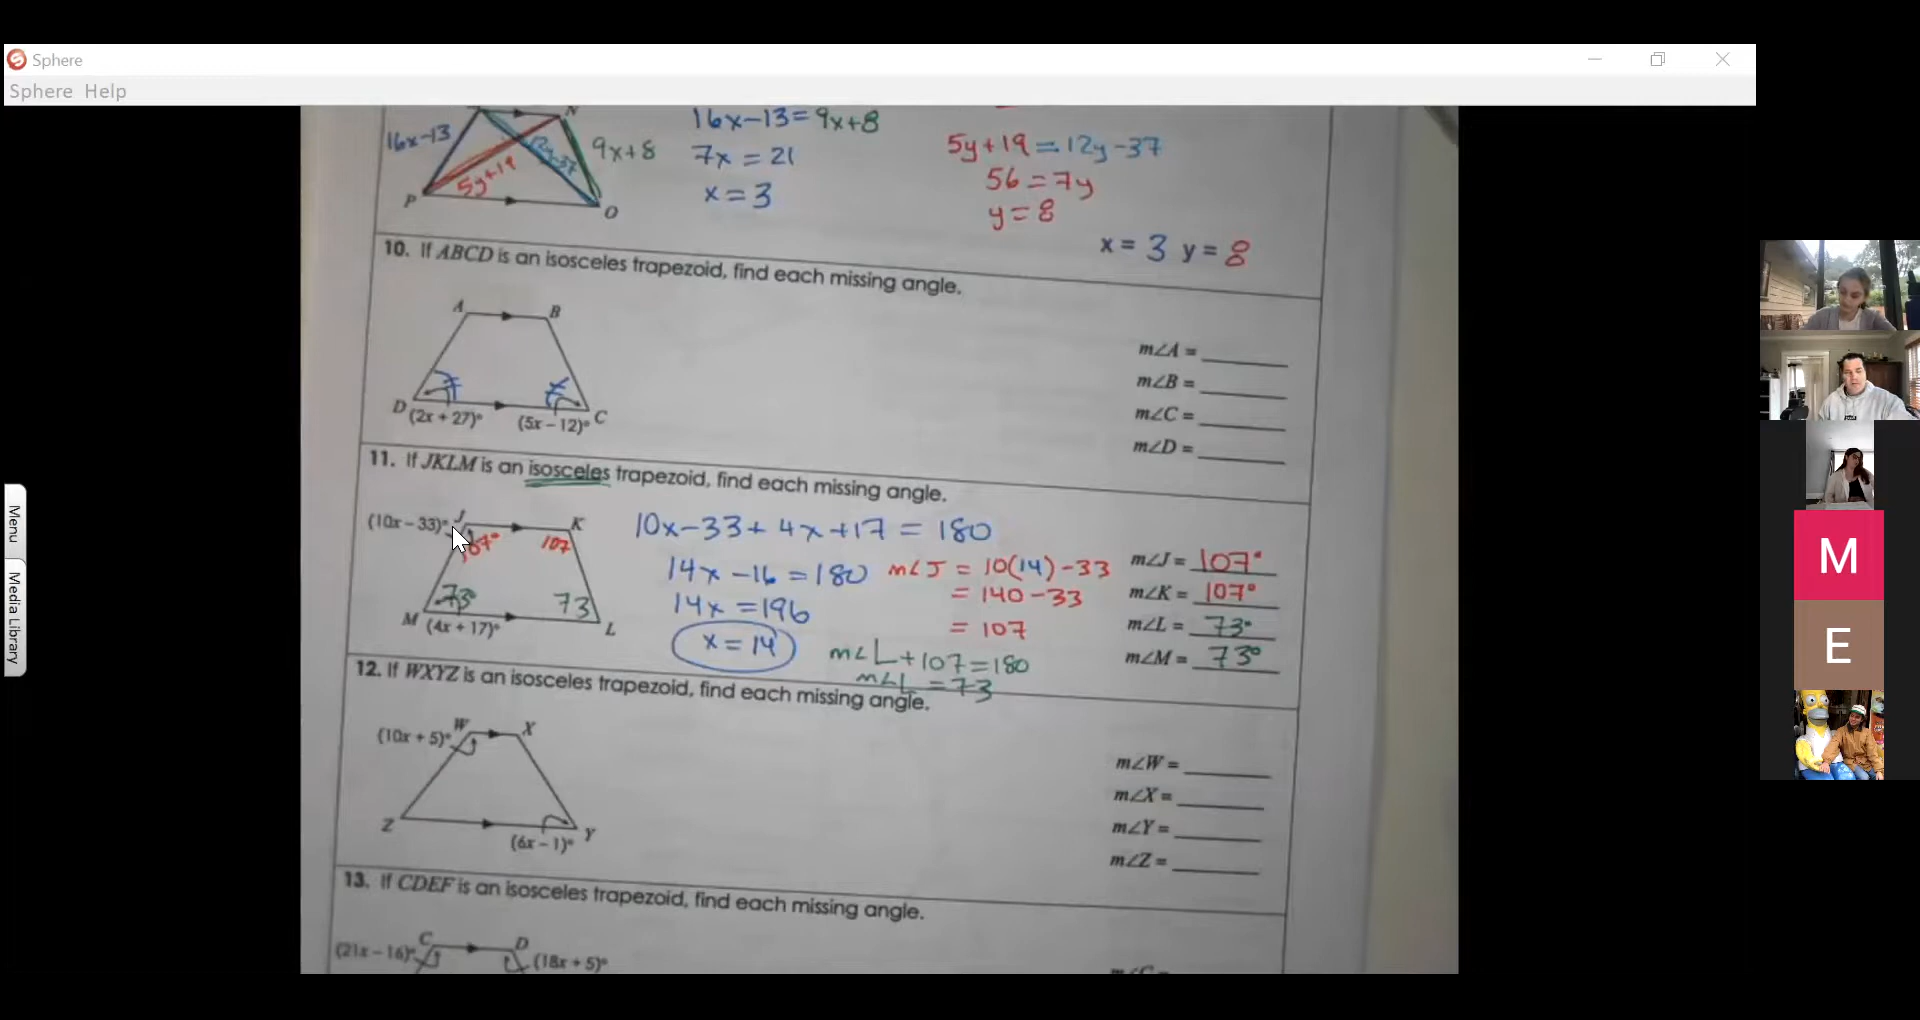 Sphere
Sphere Help
16x-13
12y-37
5y+19
9x+8
P
N
O
16x-13=9x+8
7x=21
x=3
5y+19=12y-37
56=7y
y=8
x = 3 y = 8
10. If ABCD is an isosceles trapezoid, find each missing angle.
A
B
D
(2x + 27)°
(5x – 12)°
C
m∠A =
m∠B =
m∠C =
m∠D =
11. If JKLM is an isosceles trapezoid, find each missing angle.
(10x – 33)°
J
K
107°
107
73°
73
M
(4x + 17)°
L
10x-33+4x+17=180
14x-16=180
14x=196
x=14
m∠J = 10(14)-33
= 140-33
= 107
m∠L+107=180
m∠L=73
m∠J = 107°
m∠K = 107°
m∠L = 73°
m∠M = 73°
12. If WXYZ is an isosceles trapezoid, find each missing angle.
(10x + 5)°
W
X
Z
(6x – 1)°
Y
m∠W =
m∠X =
m∠Y =
m∠Z =
13. If CDEF is an isosceles trapezoid, find each missing angle.
(21x – 16)°
C
D
(18x + 5)°
Menu
Media Library
M
E